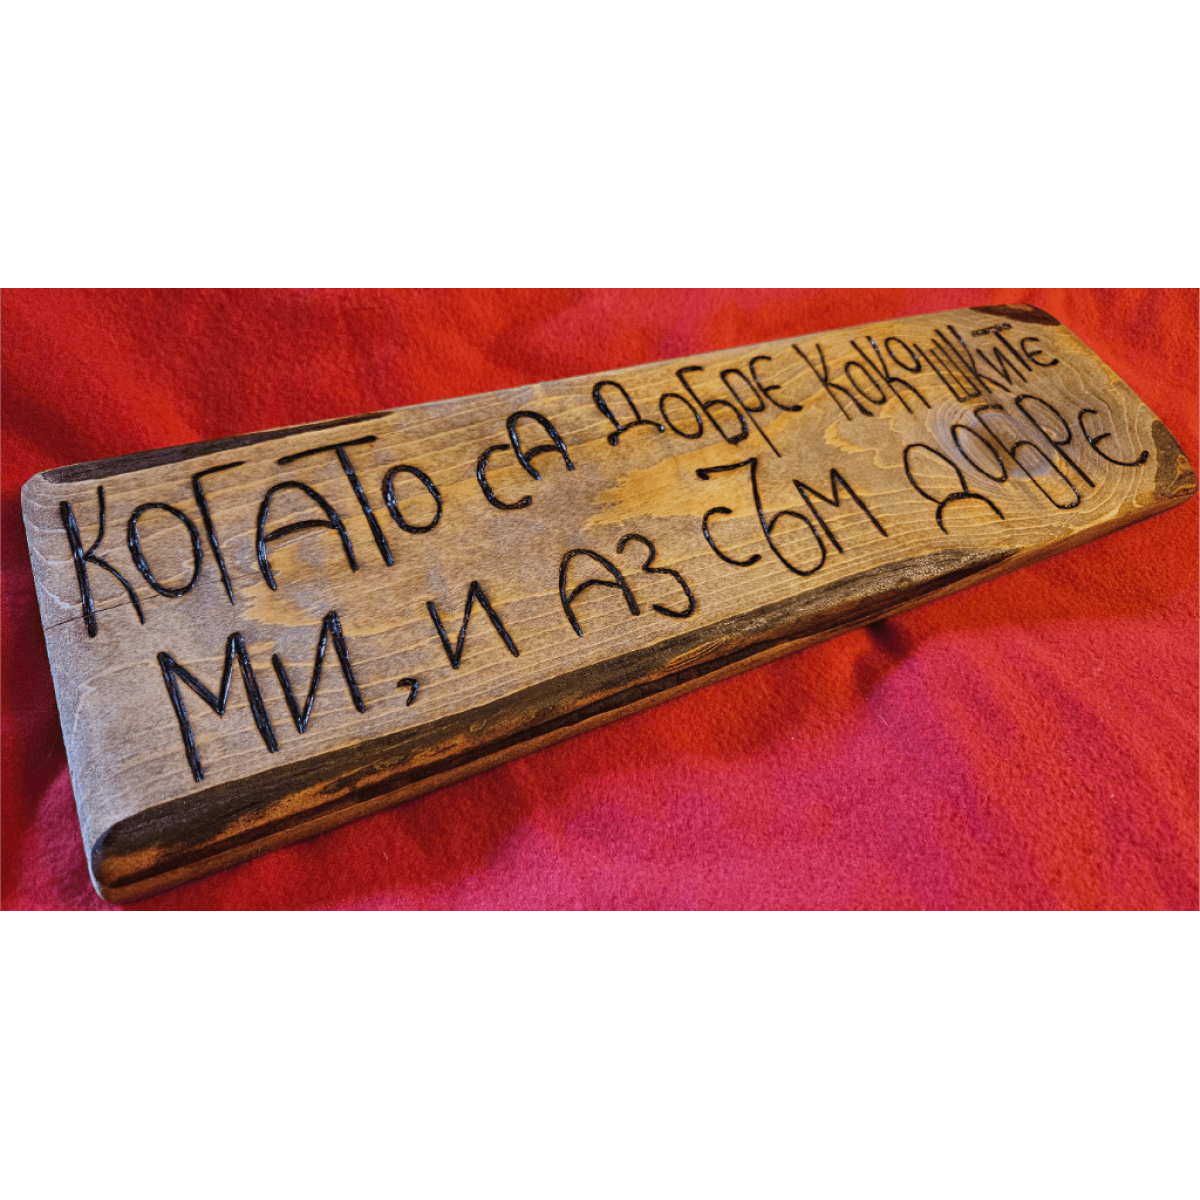 КОГАТО СА ДОБРЕ КОКОШКИТЕ
МИ, И АЗ СЪМ ДОБРЕ